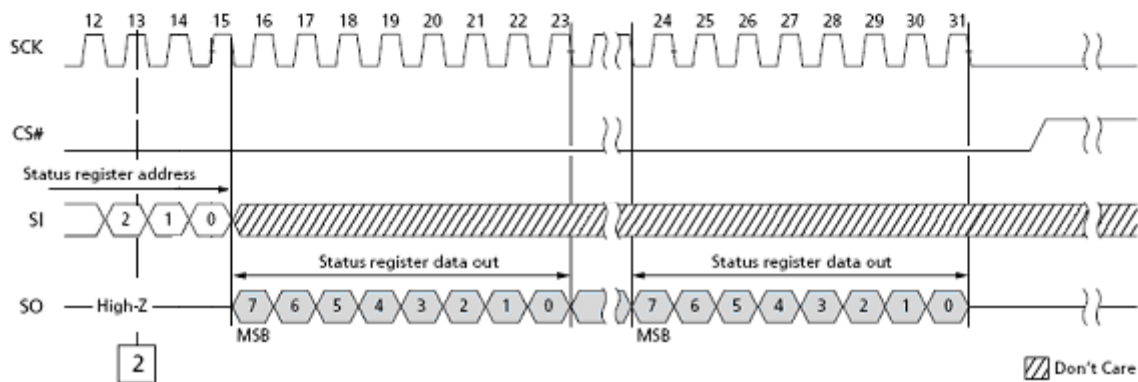 12 13 14 15 16 17 18 19 20 21 22 23 24 25 26 27 28 29 30 31
SCK
CS#
Status register address
SI 2 1 0
Status register data out Status register data out
SO High-Z 7 6 5 4 3 2 1 0 7 6 5 4 3 2 1 0
MSB MSB
2 Don't Care